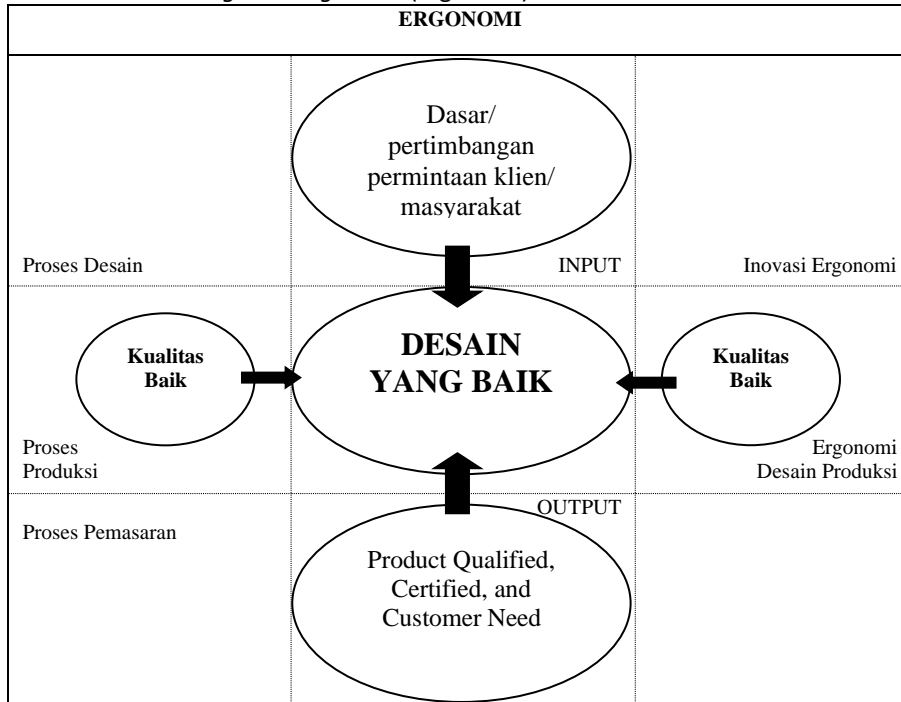 ERGONOMI
Dasar/
pertimbangan
permintaan klien/
masyarakat
Proses Desain
INPUT
Inovasi Ergonomi
Kualitas
Baik
DESAIN
YANG BAIK
Kualitas
Baik
Proses
Produksi
Ergonomi
Desain Produksi
OUTPUT
Proses Pemasaran
Product Qualified,
Certified, and
Customer Need